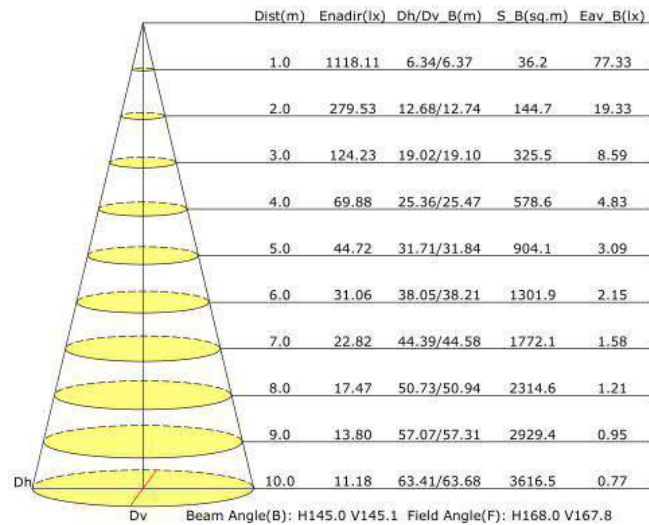 Dist(m) Enadir(lx) Dh/Dv_B(m) S_B(sq.m) Eav_B(lx)
1.0 1118.11 6.34/6.37 36.2 77.33
2.0 279.53 12.68/12.74 144.7 19.33
3.0 124.23 19.02/19.10 325.5 8.59
4.0 69.88 25.36/25.47 578.6 4.83
5.0 44.72 31.71/31.84 904.1 3.09
6.0 31.06 38.05/38.21 1301.9 2.15
7.0 22.82 44.39/44.58 1772.1 1.58
8.0 17.47 50.73/50.94 2314.6 1.21
9.0 13.80 57.07/57.31 2929.4 0.95
Dh 10.0 11.18 63.41/63.68 3616.5 0.77
Dv Beam Angle(B): H145.0 V145.1 Field Angle(F): H168.0 V167.8